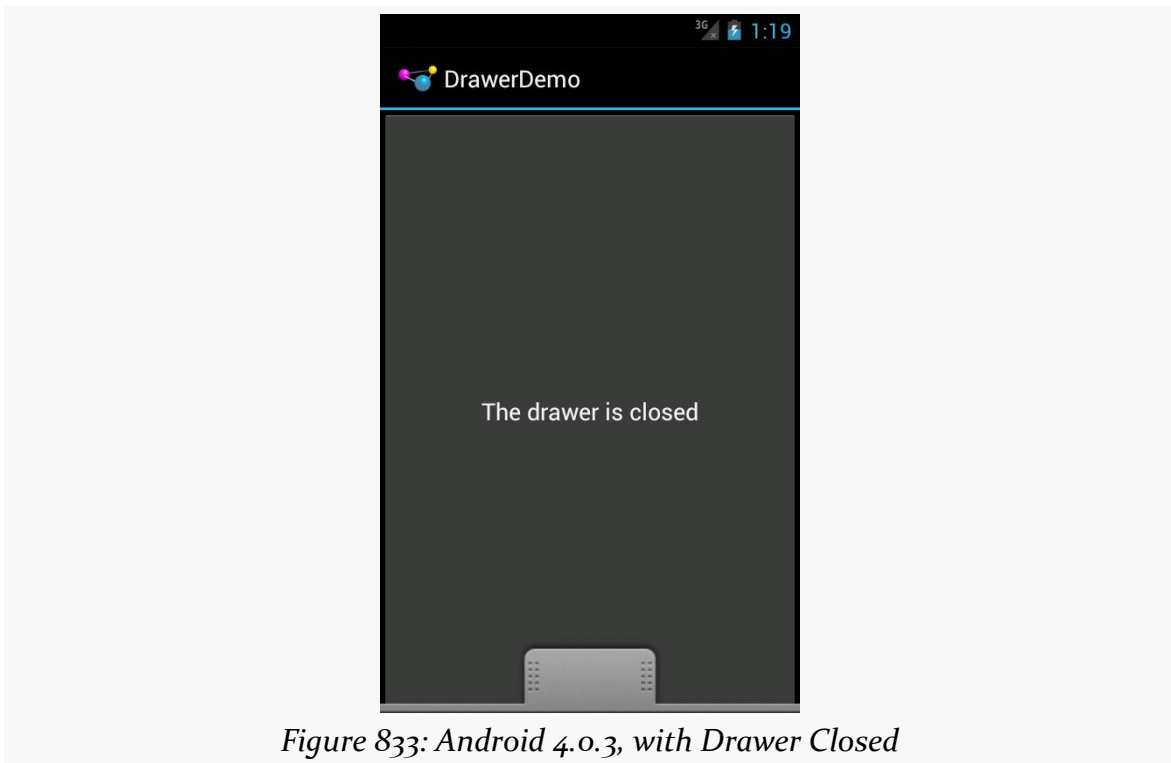 3G 1:19
DrawerDemo
The drawer is closed
Figure 833: Android 4.0.3, with Drawer Closed